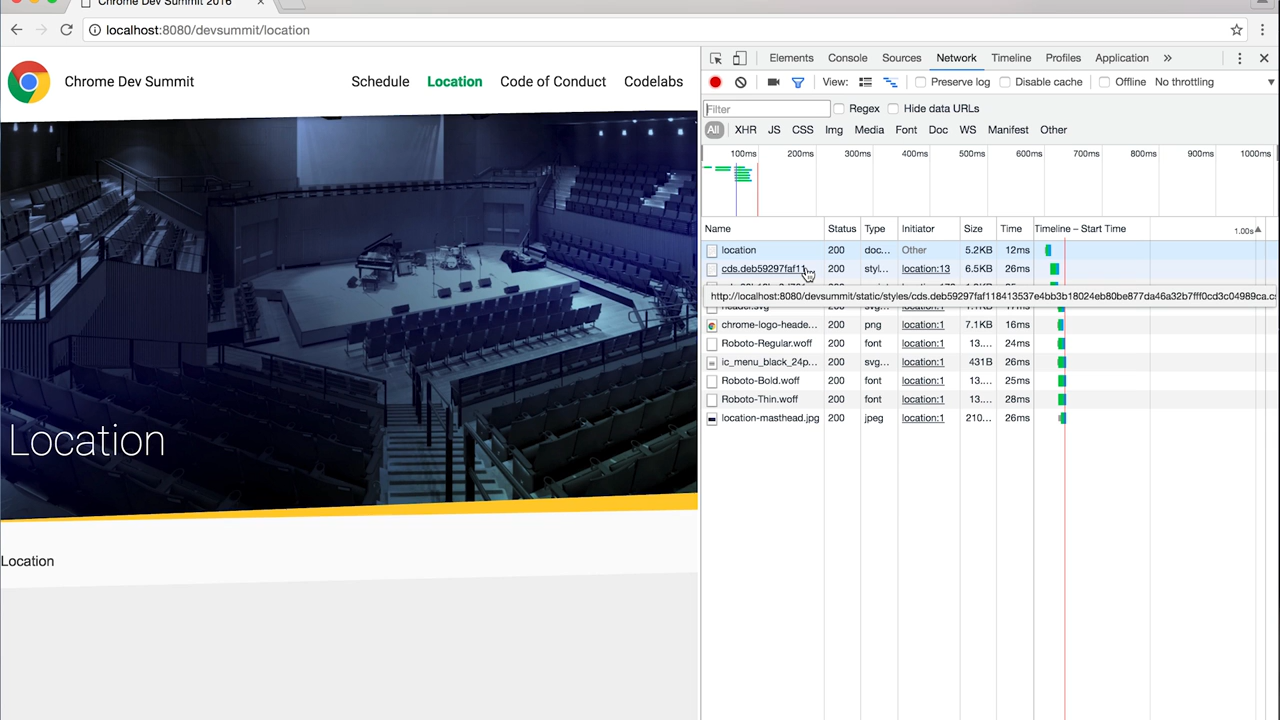 Chrome Dev Summit 2016
localhost:8080/devsummit/location
Chrome Dev Summit
Schedule Location Code of Conduct Codelabs
Location
Location
Elements Console Sources Network Timeline Profiles Application »
View: Preserve log Disable cache Offline No throttling
Filter Regex Hide data URLs
All XHR JS CSS Img Media Font Doc WS Manifest Other
100ms 200ms 300ms 400ms 500ms 600ms 700ms 800ms 900ms 1000ms
Name Status Type Initiator Size Time Timeline – Start Time 1.00s
location 200 doc... Other 5.2KB 12ms
cds.deb59297faf11 200 styl... location:13 6.5KB 26ms
http://localhost:8080/devsummit/static/styles/cds.deb59297faf118413537e4bb3b18024eb80be877da46a32b7fff0cd3c04989ca.cs
header.svg
chrome-logo-heade... 200 png location:1 7.1KB 16ms
Roboto-Regular.woff 200 font location:1 13.... 24ms
ic_menu_black_24p... 200 svg... location:1 431B 26ms
Roboto-Bold.woff 200 font location:1 13.... 25ms
Roboto-Thin.woff 200 font location:1 13.... 28ms
location-masthead.jpg 200 jpeg location:1 210... 26ms